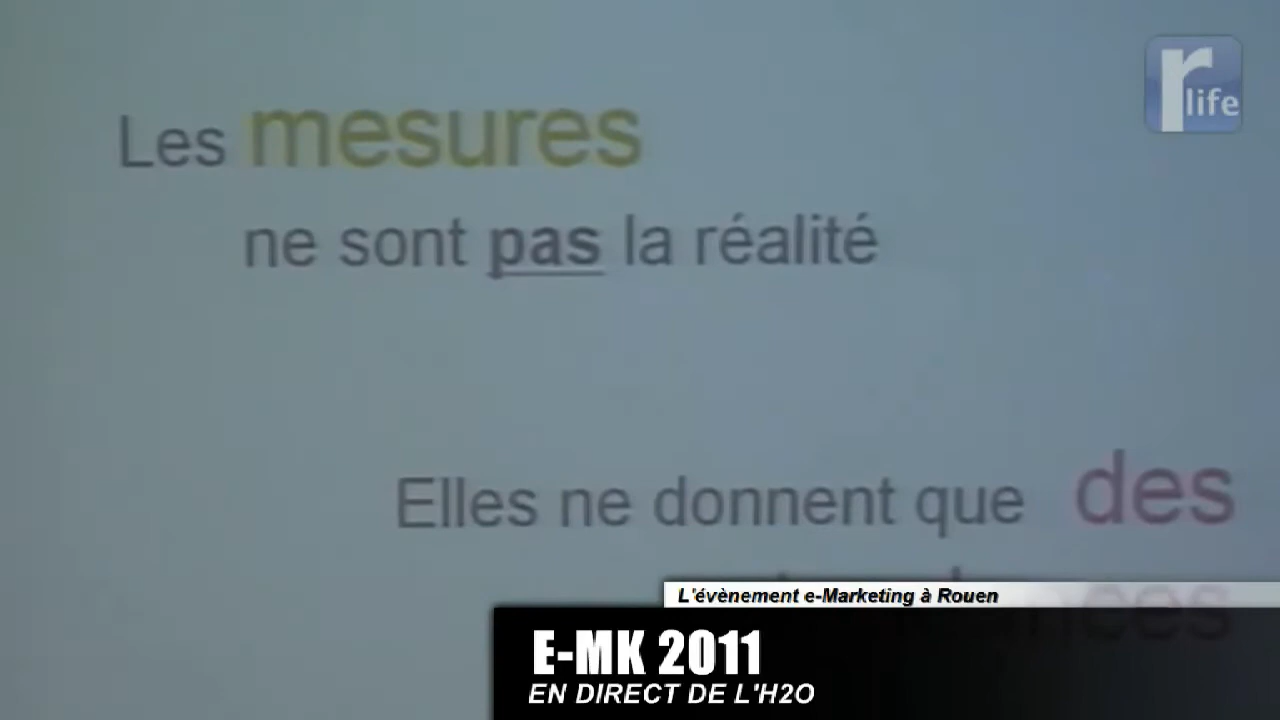 r
life
Les mesures
ne sont pas la réalité
Elles ne donnent que des
L'évènement e-Marketing à Rouen
E-MK 2011
EN DIRECT DE L'H2O